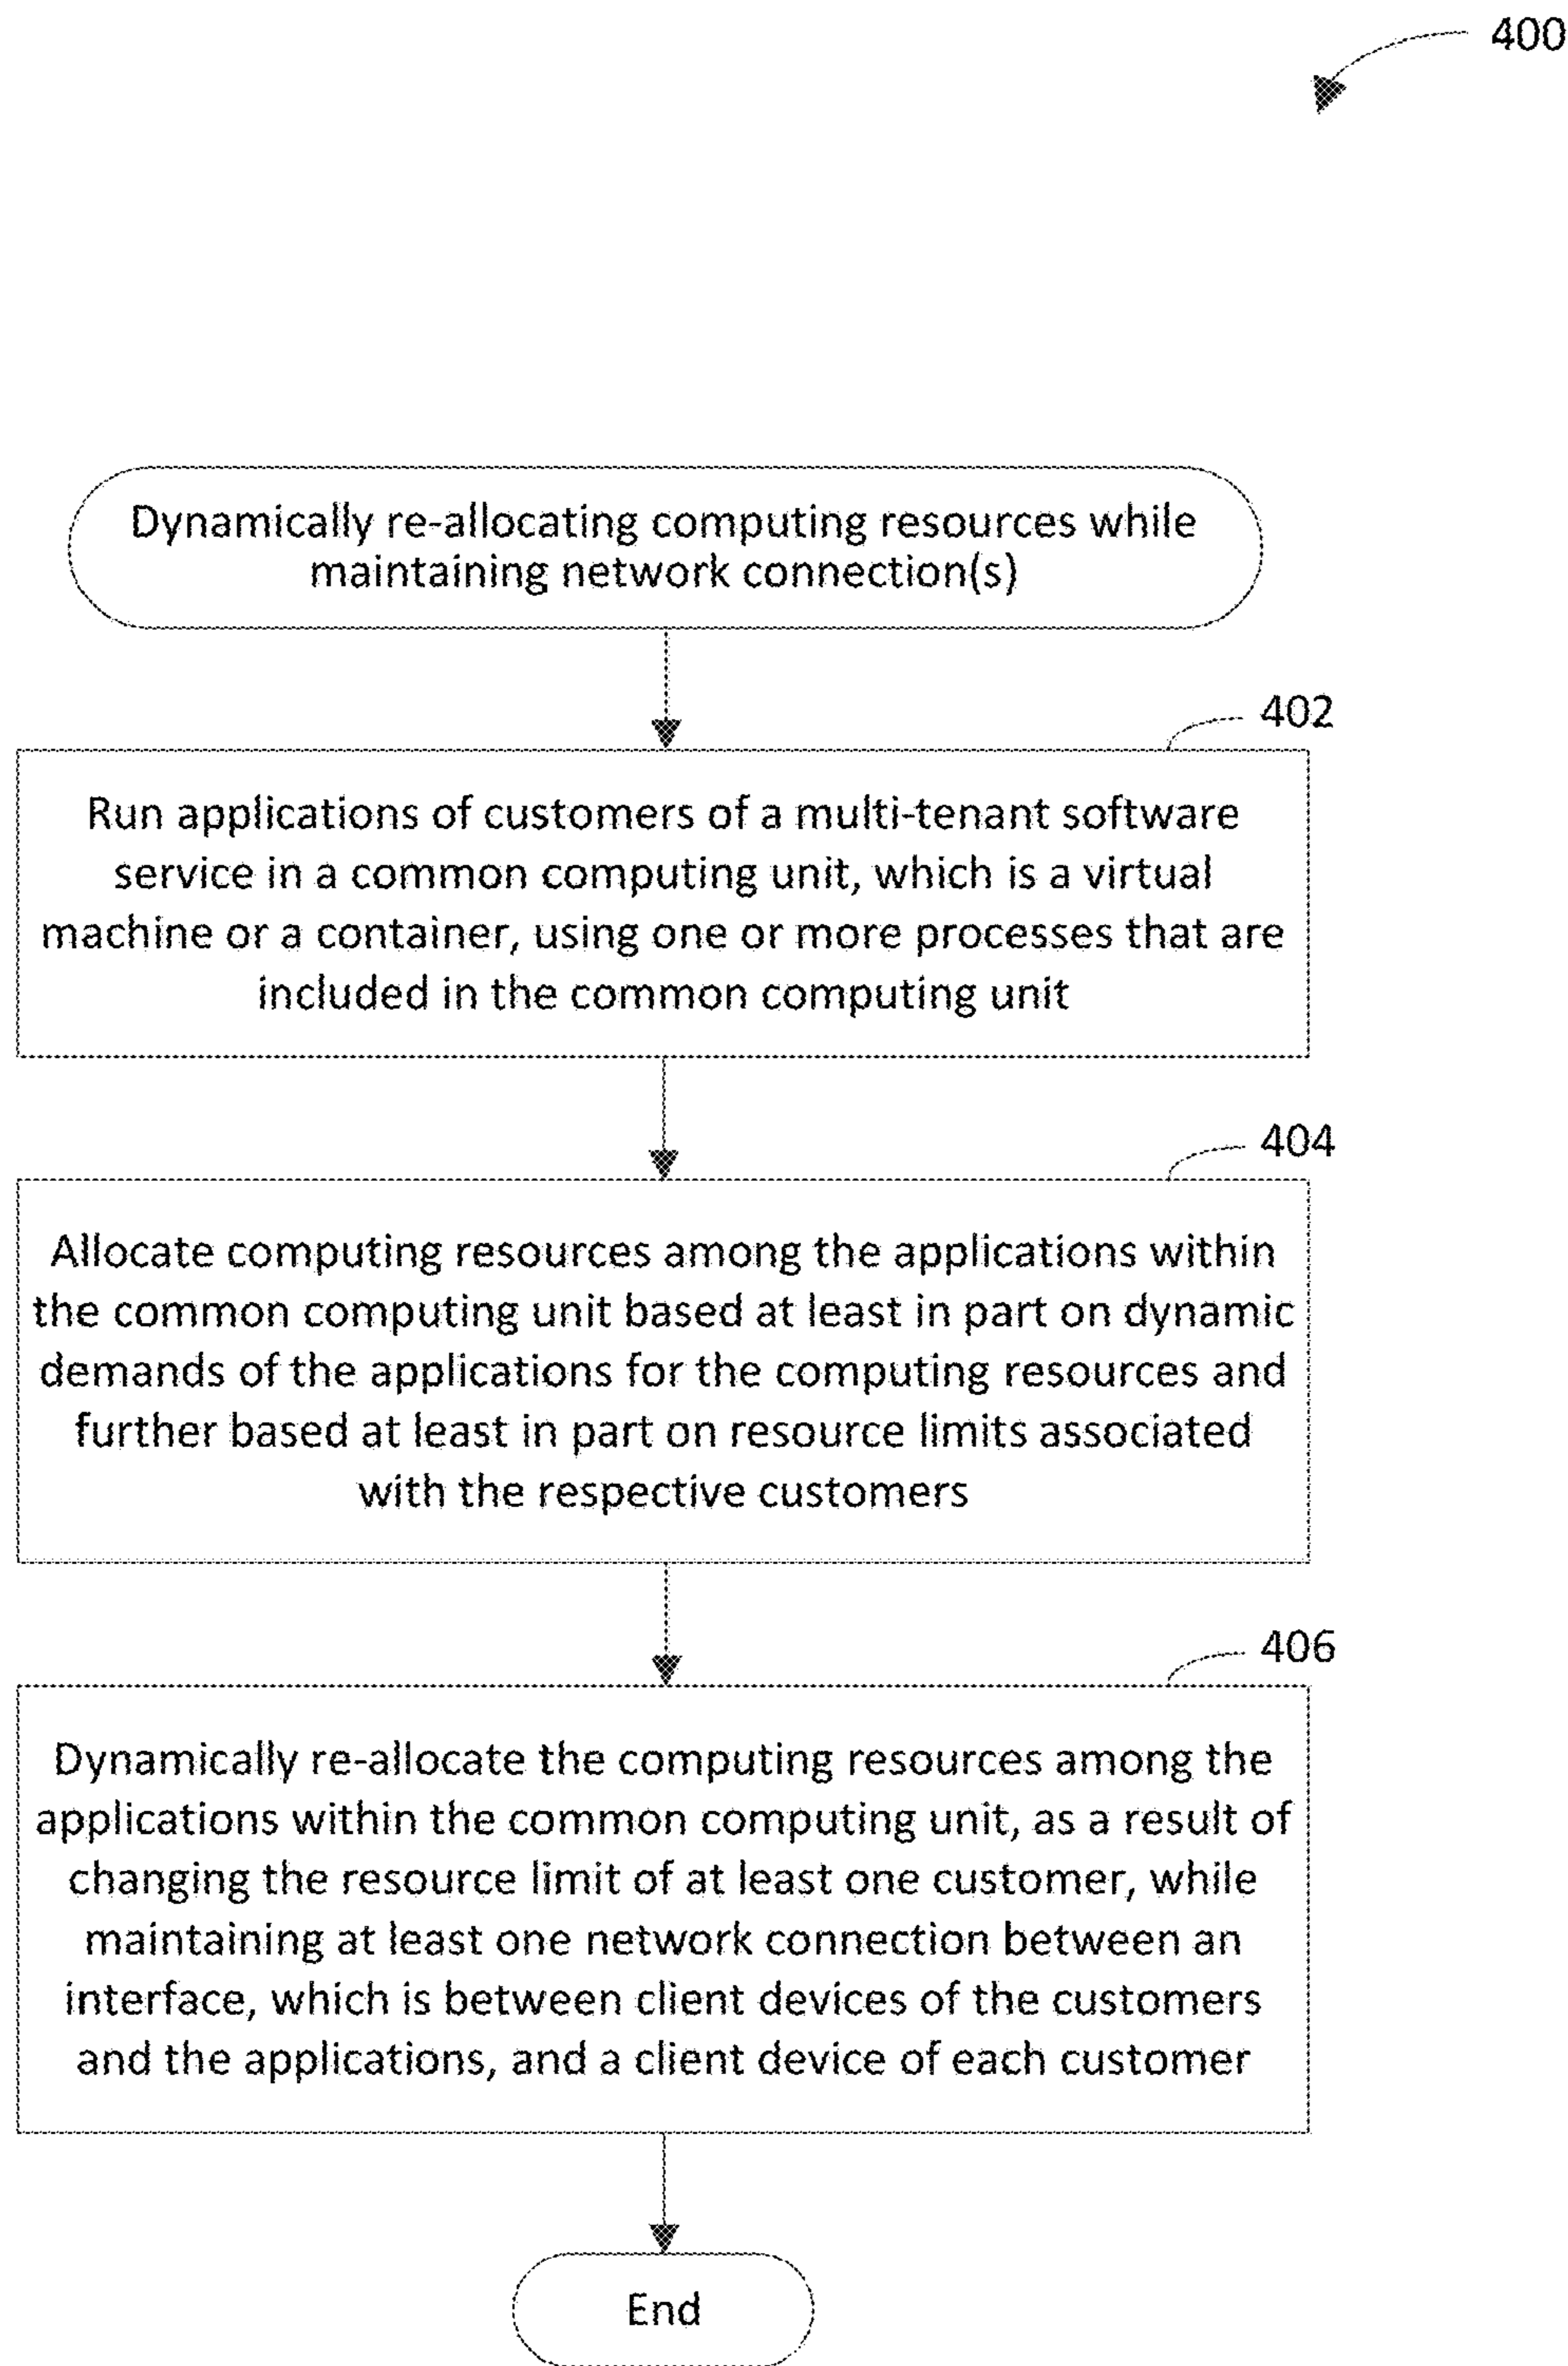 400
Dynamically re-allocating computing resources while
maintaining network connection(s)
402
Run applications of customers of a multi-tenant software
service in a common computing unit, which is a virtual
machine or a container, using one or more processes that are
included in the common computing unit
404
Allocate computing resources among the applications within
the common computing unit based at least in part on dynamic
demands of the applications for the computing resources and
further based at least in part on resource limits associated
with the respective customers
406
Dynamically re-allocate the computing resources among the
applications within the common computing unit, as a result of
changing the resource limit of at least one customer, while
maintaining at least one network connection between an
interface, which is between client devices of the customers
and the applications, and a client device of each customer
End